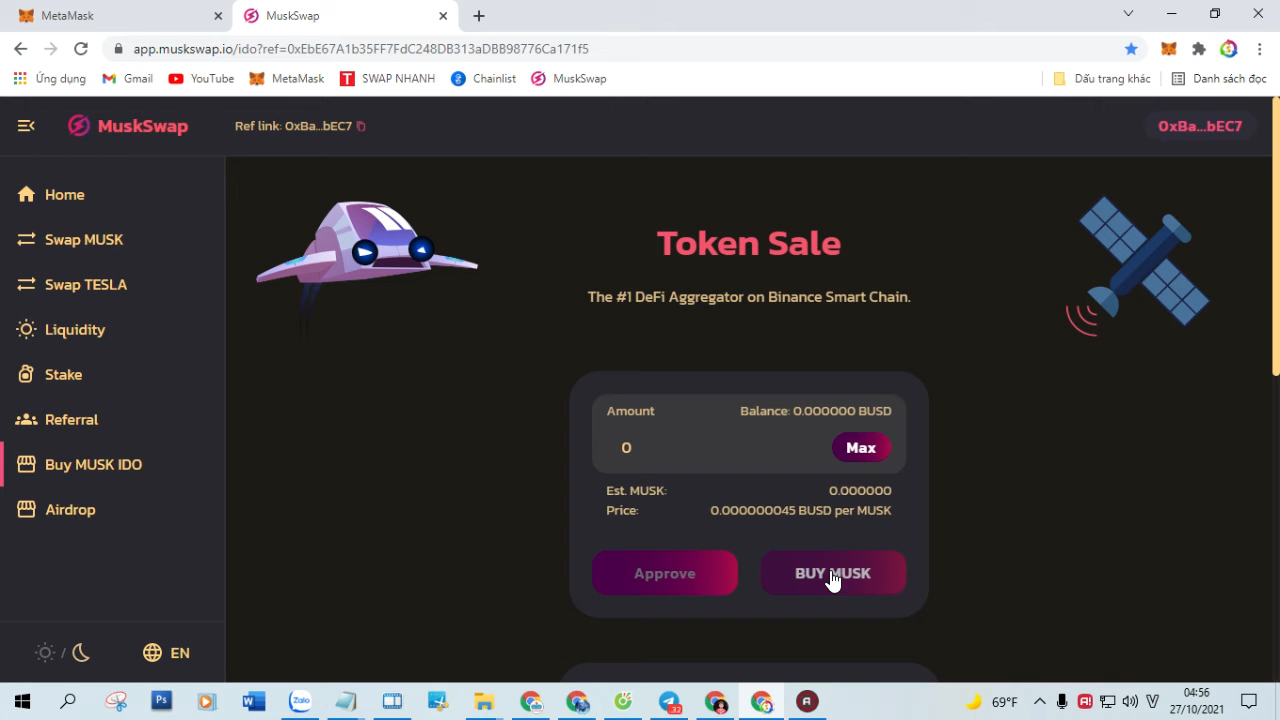 MetaMask
MuskSwap
app.muskswap.io/ido?ref=0xEbE67A1b35FF7FdC248DB313aDBB98776Ca171f5
Ứng dụng
Gmail
YouTube
MetaMask
SWAP NHANH
Chainlist
MuskSwap
Dấu trang khác
Danh sách đọc
MuskSwap
Ref link: 0xBa...bEC7
0xBa...bEC7
Home
Swap MUSK
Swap TESLA
Liquidity
Stake
Referral
Buy MUSK IDO
Airdrop
/
EN
Token Sale
The #1 DeFi Aggregator on Binance Smart Chain.
Amount
Balance: 0.000000 BUSD
0
Max
Est. MUSK:
0.000000
Price:
0.000000045 BUSD per MUSK
Approve
BUY MUSK
69°F
04:56
27/10/2021